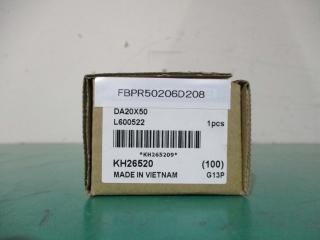 FBPR50206D208
DA20X50
L600522 1pcs
*KH265209*
KH26520 (100)
MADE IN VIETNAM G13P